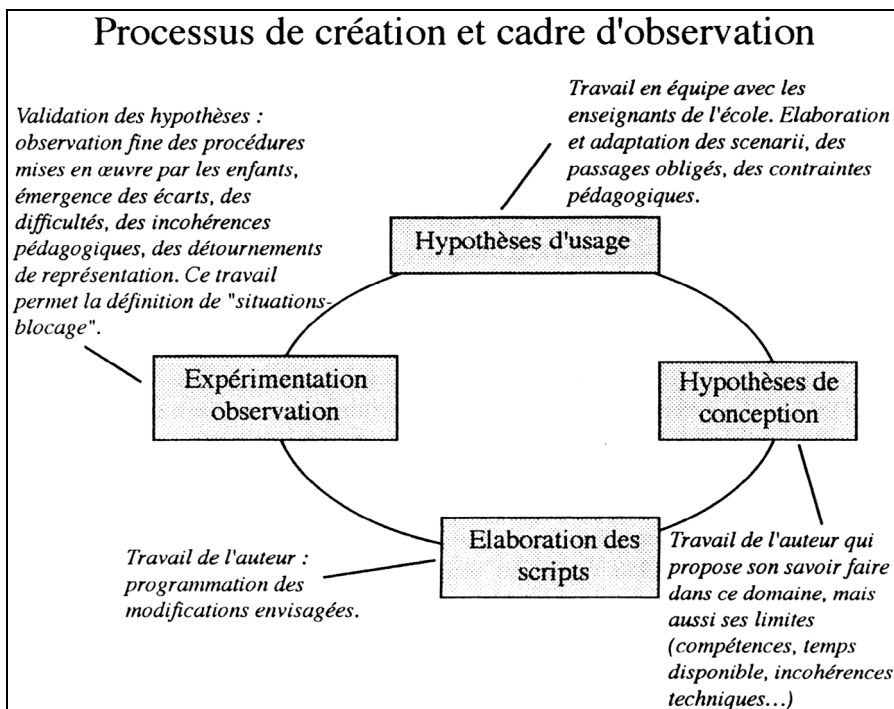 Processus de création et cadre d'observation
Travail en équipe avec les
enseignants de l'école. Elaboration
et adaptation des scenarii, des
passages obligés, des contraintes
pédagogiques.
Validation des hypothèses :
observation fine des procédures
mises en œuvre par les enfants,
émergence des écarts, des
difficultés, des incohérences
pédagogiques, des détournements
de représentation. Ce travail
permet la définition de "situations-
blocage".
Hypothèses d'usage
Expérimentation
observation
Hypothèses de
conception
Elaboration des
scripts
Travail de l'auteur :
programmation des
modifications envisagées.
Travail de l'auteur qui
propose son savoir faire
dans ce domaine, mais
aussi ses limites
(compétences, temps
disponible, incohérences
techniques...)